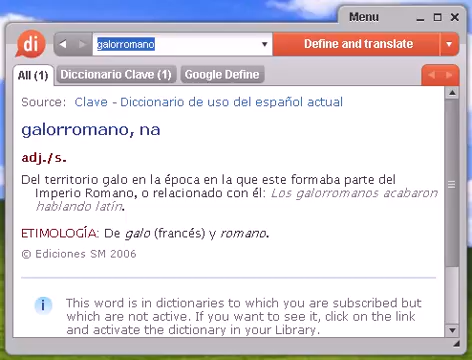 Menu
di
galorromano
Define and translate
All (1)
Diccionario Clave (1)
Google Define
Source: Clave - Diccionario de uso del español actual
galorromano, na
adj./s.
Del territorio galo en la época en la que este formaba parte del
Imperio Romano, o relacionado con él: Los galorromanos acabaron
hablando latín.
ETIMOLOGÍA: De galo (francés) y romano.
© Ediciones SM 2006
i
This word is in dictionaries to which you are subscribed but
which are not active. If you want to see it, click on the link
and activate the dictionary in your Library.